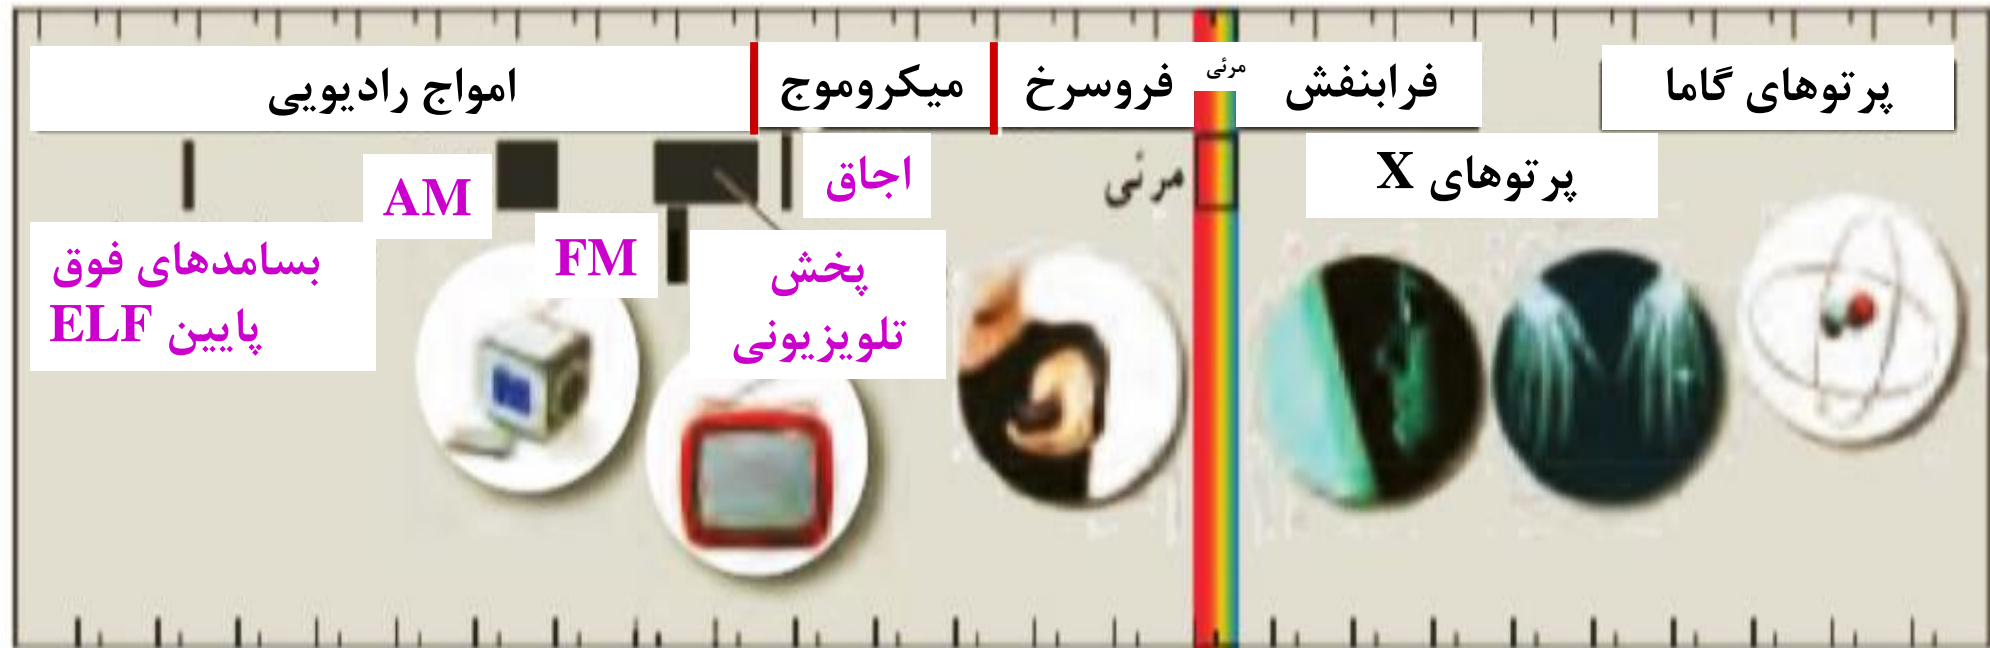 امواج رادیویی
میکروموج
فروسرخ
مرئی
فرابنفش
پرتوهای گاما
AM
اجاق
مرئی
پرتوهای X
بسامدهای فوق
پایین ELF
FM
پخش
تلویزیونی